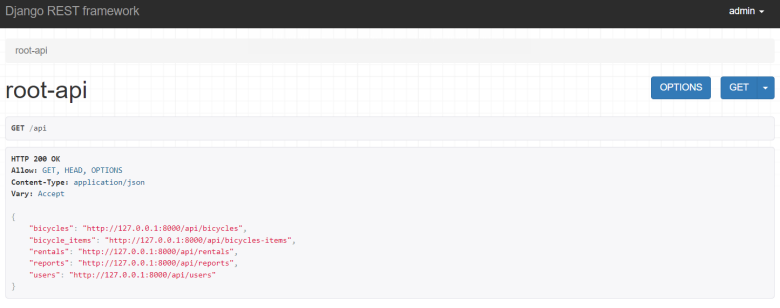 Django REST framework
admin
root-api
root-api
OPTIONS
GET
GET /api
HTTP 200 OK
Allow: GET, HEAD, OPTIONS
Content-Type: application/json
Vary: Accept
{
"bicycles": "http://127.0.0.1:8000/api/bicycles",
"bicycle_items": "http://127.0.0.1:8000/api/bicycles-items",
"rentals": "http://127.0.0.1:8000/api/rentals",
"reports": "http://127.0.0.1:8000/api/reports",
"users": "http://127.0.0.1:8000/api/users"
}